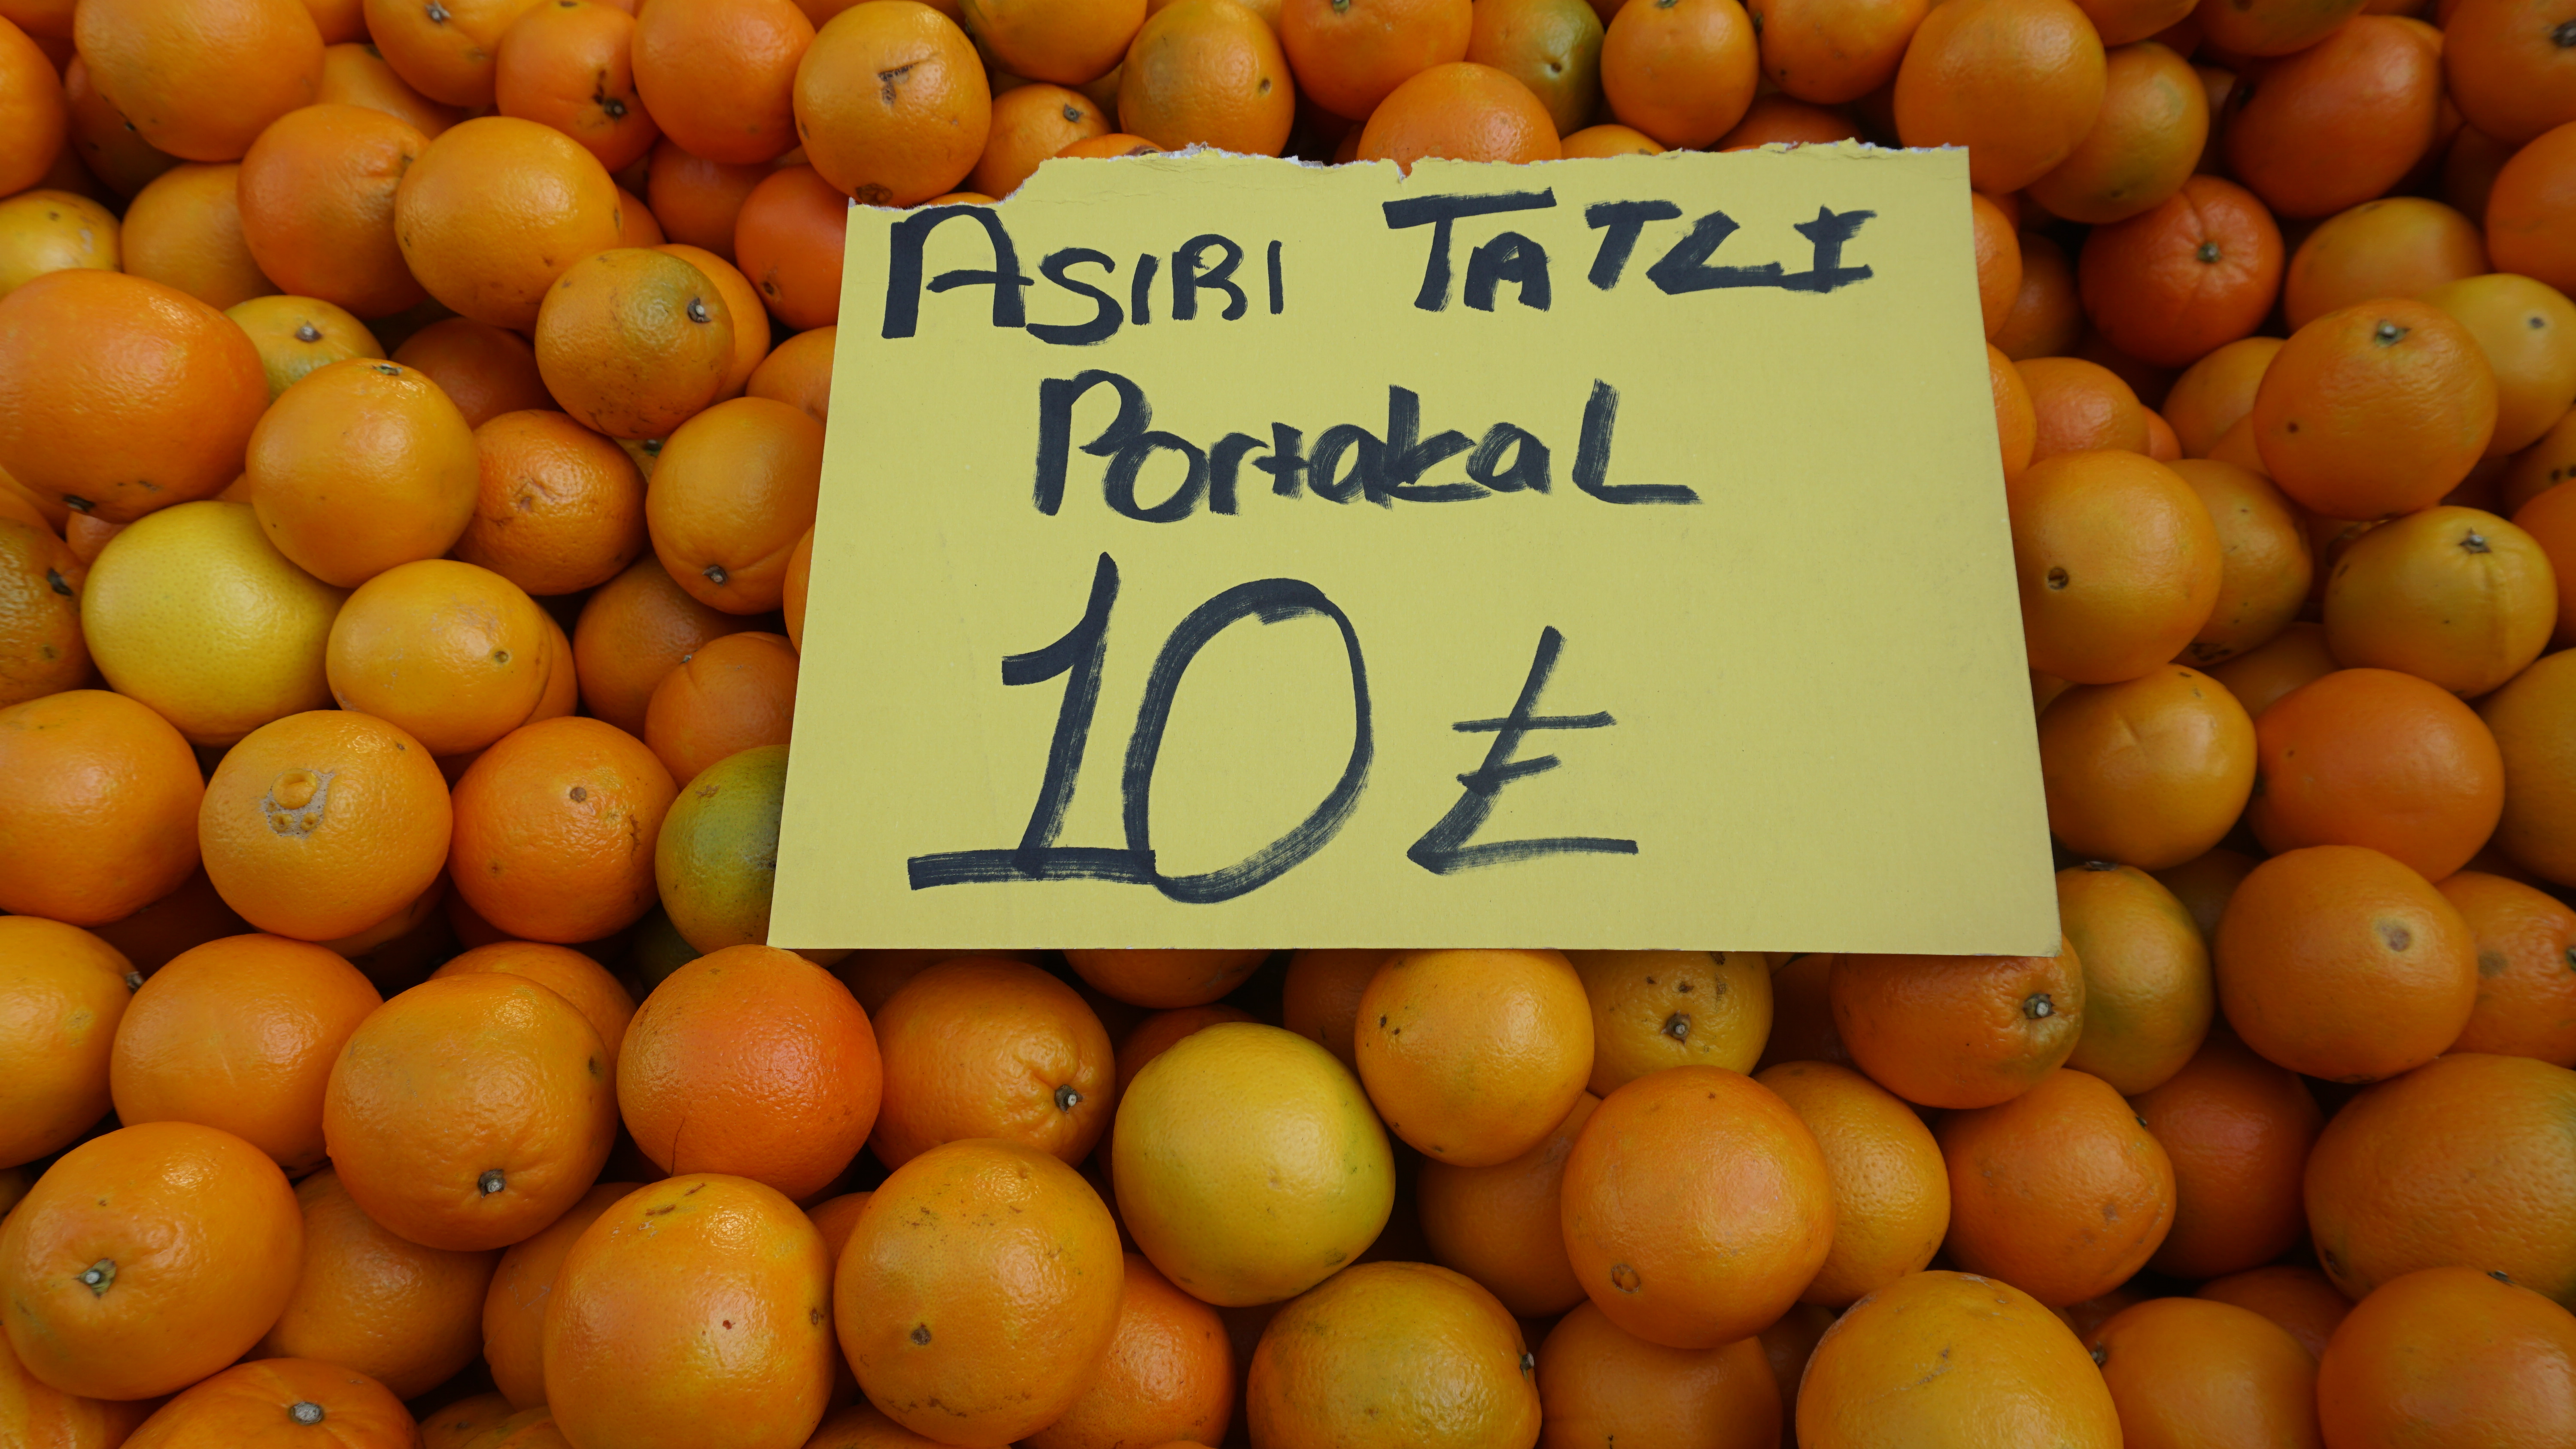 ASIRI TATLI
PortakaL
10 ₺